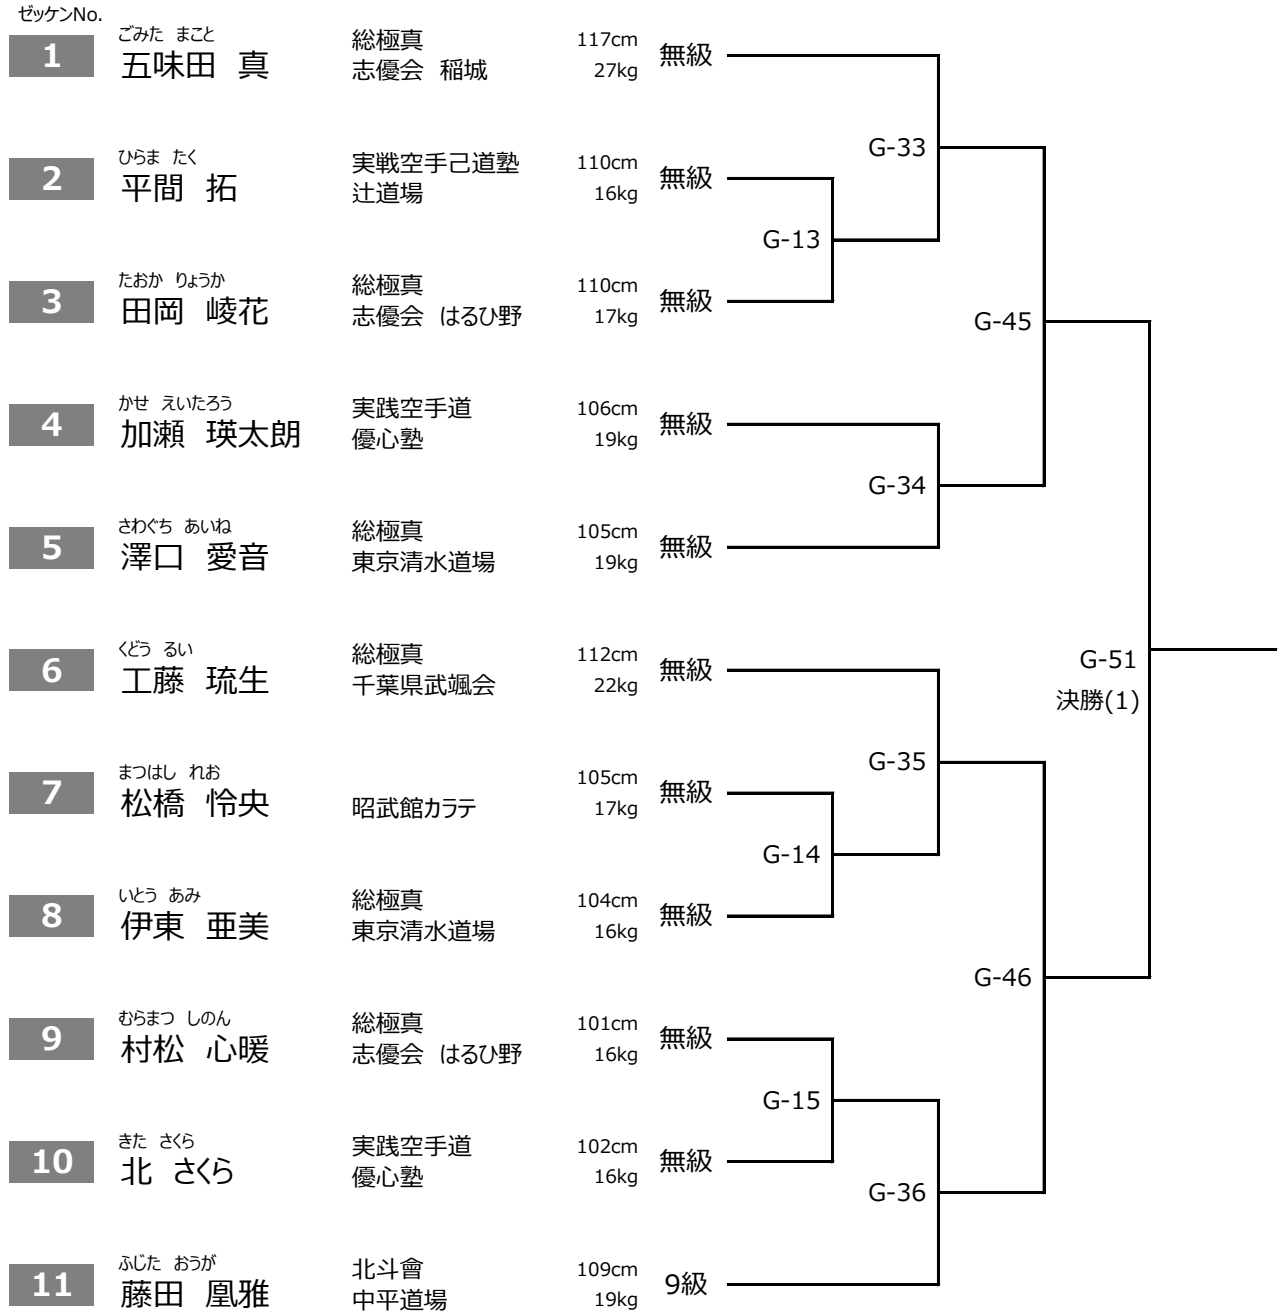 ゼッケンNo.
1 ごみた まこと 総極真 117cm 無級
五味田 真 志優会 稲城 27kg
G-33
2 ひらま たく 実戦空手己道塾 110cm 無級
平間 拓 辻道場 16kg
G-13
3 たおか りょうか 総極真 110cm 無級
田岡 崚花 志優会 はるひ野 17kg
G-45
4 かせ えいたろう 実践空手道 106cm 無級
加瀬 瑛太朗 優心塾 19kg
G-34
5 さわぐち あいね 総極真 105cm 無級
澤口 愛音 東京清水道場 19kg
6 くどう るい 総極真 112cm 無級
工藤 琉生 千葉県武颯会 22kg
G-51
決勝(1)
G-35
7 まつはし れお 105cm 無級
松橋 怜央 昭武館カラテ 17kg
G-14
8 いとう あみ 総極真 104cm 無級
伊東 亜美 東京清水道場 16kg
G-46
9 むらまつ しのん 総極真 101cm 無級
村松 心暖 志優会 はるひ野 16kg
G-15
10 きた さくら 実践空手道 102cm 無級
北 さくら 優心塾 16kg
G-36
11 ふじた おうが 北斗會 109cm 9級
藤田 凰雅 中平道場 19kg